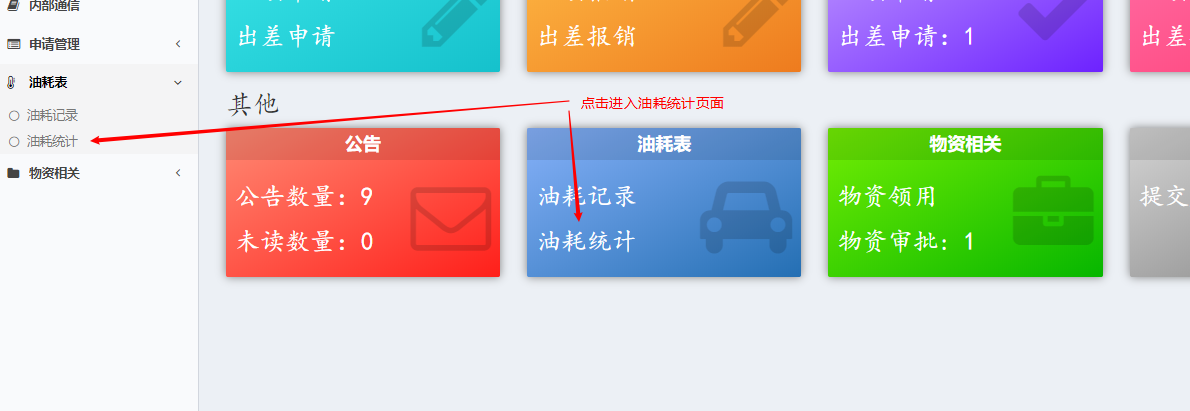 内部通信
申请管理
油耗表
油耗记录
油耗统计
物资相关
出差申请
出差报销
出差申请：1
出差
其他
点击进入油耗统计页面
公告
公告数量：9
未读数量：0
油耗表
油耗记录
油耗统计
物资相关
物资领用
物资审批：1
提交